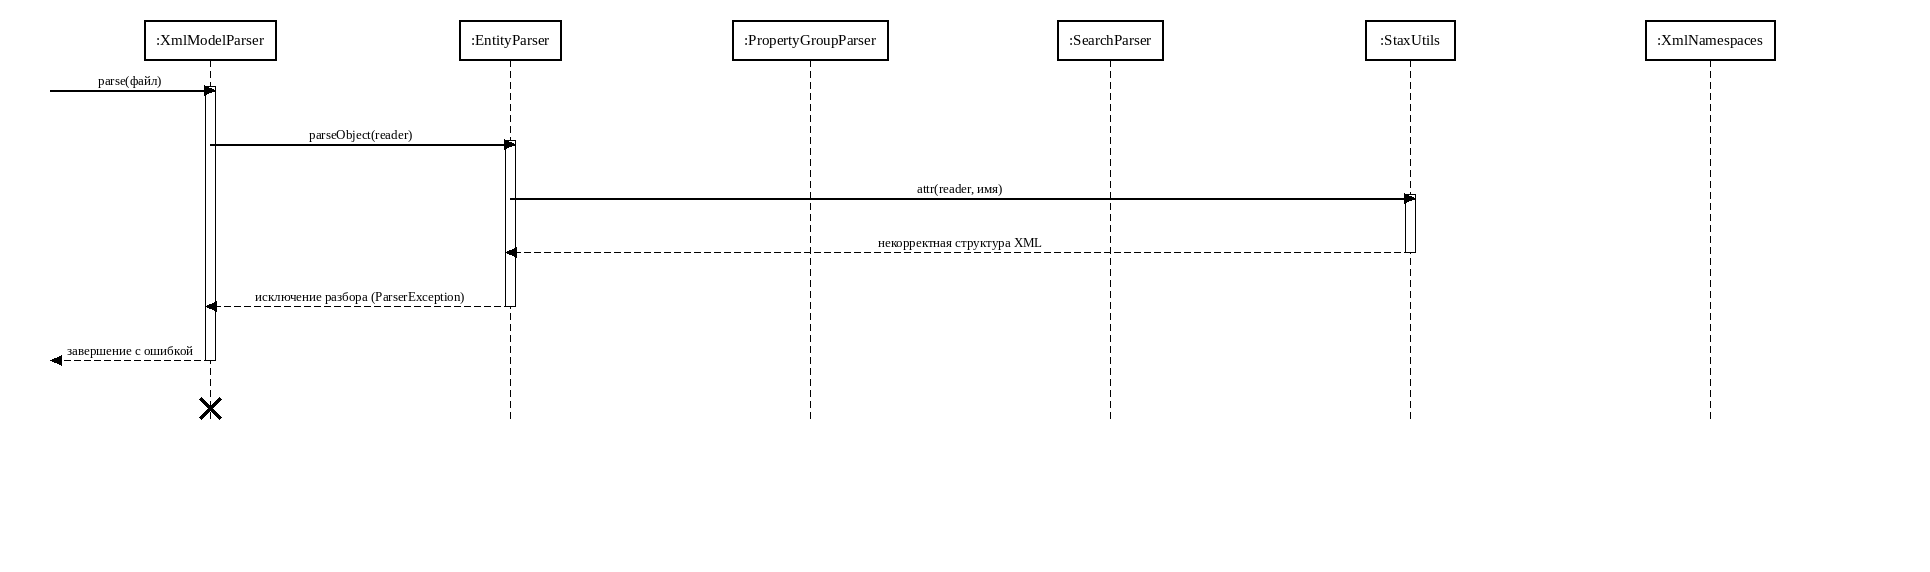 :XmlModelParser
:EntityParser
:PropertyGroupParser
:SearchParser
:StaxUtils
:XmlNamespaces
parse(файл)
parseObject(reader)
attr(reader, имя)
некорректная структура XML
исключение разбора (ParserException)
завершение с ошибкой